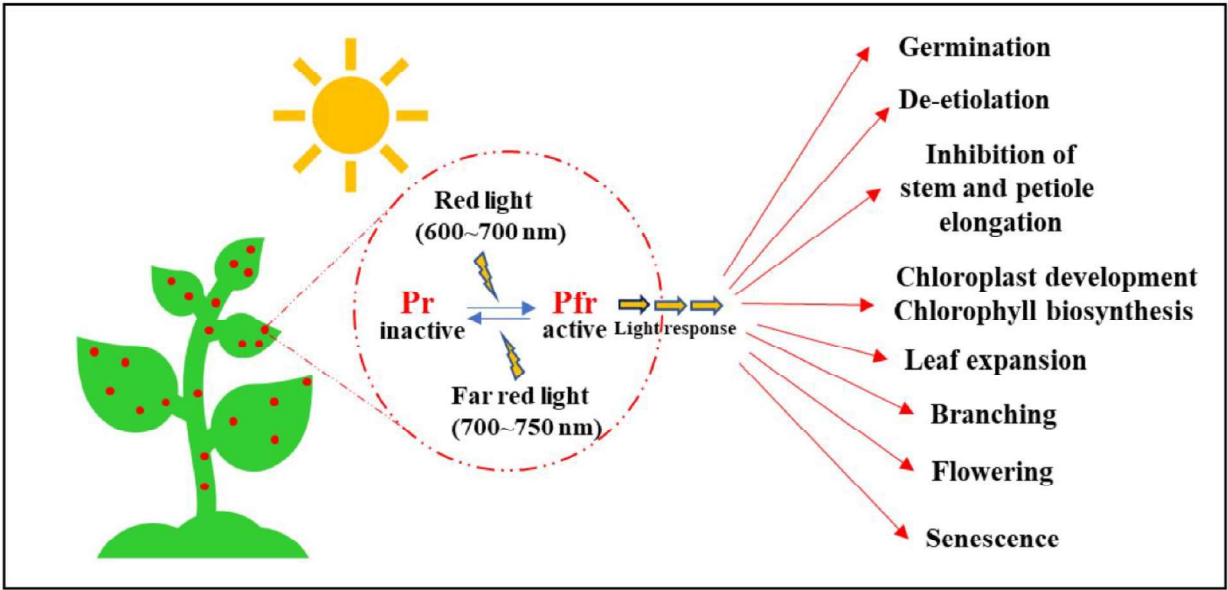 Red light
(600~700 nm)
Pr
inactive
Pfr
active
Light response
Far red light
(700~750 nm)
Germination
De-etiolation
Inhibition of
stem and petiole
elongation
Chloroplast development
Chlorophyll biosynthesis
Leaf expansion
Branching
Flowering
Senescence